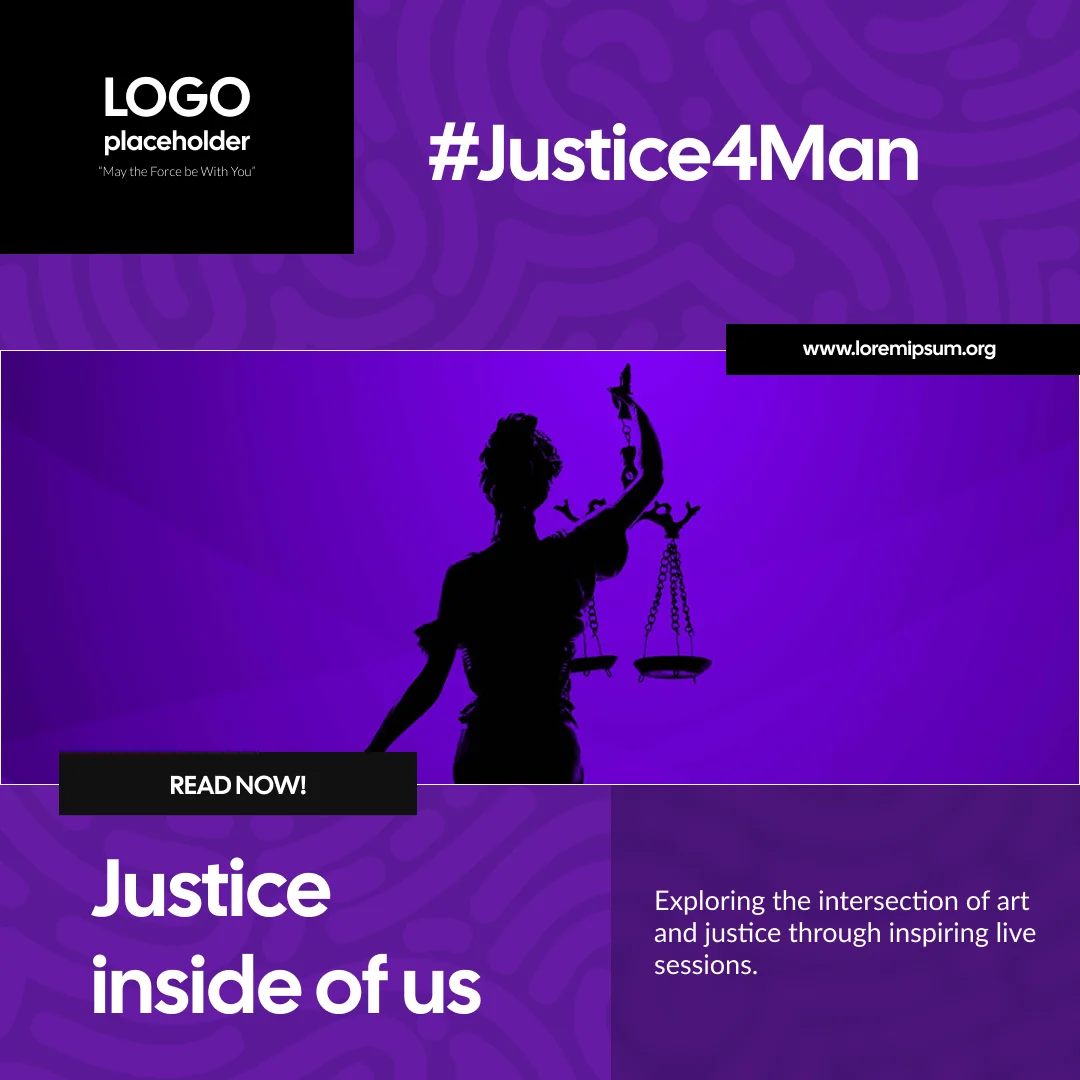 LOGO
placeholder
"May the Force be With You"
#Justice4Man
www.loremipsum.org
READ NOW!
Justice
inside of us
Exploring the intersection of art
and justice through inspiring live
sessions.